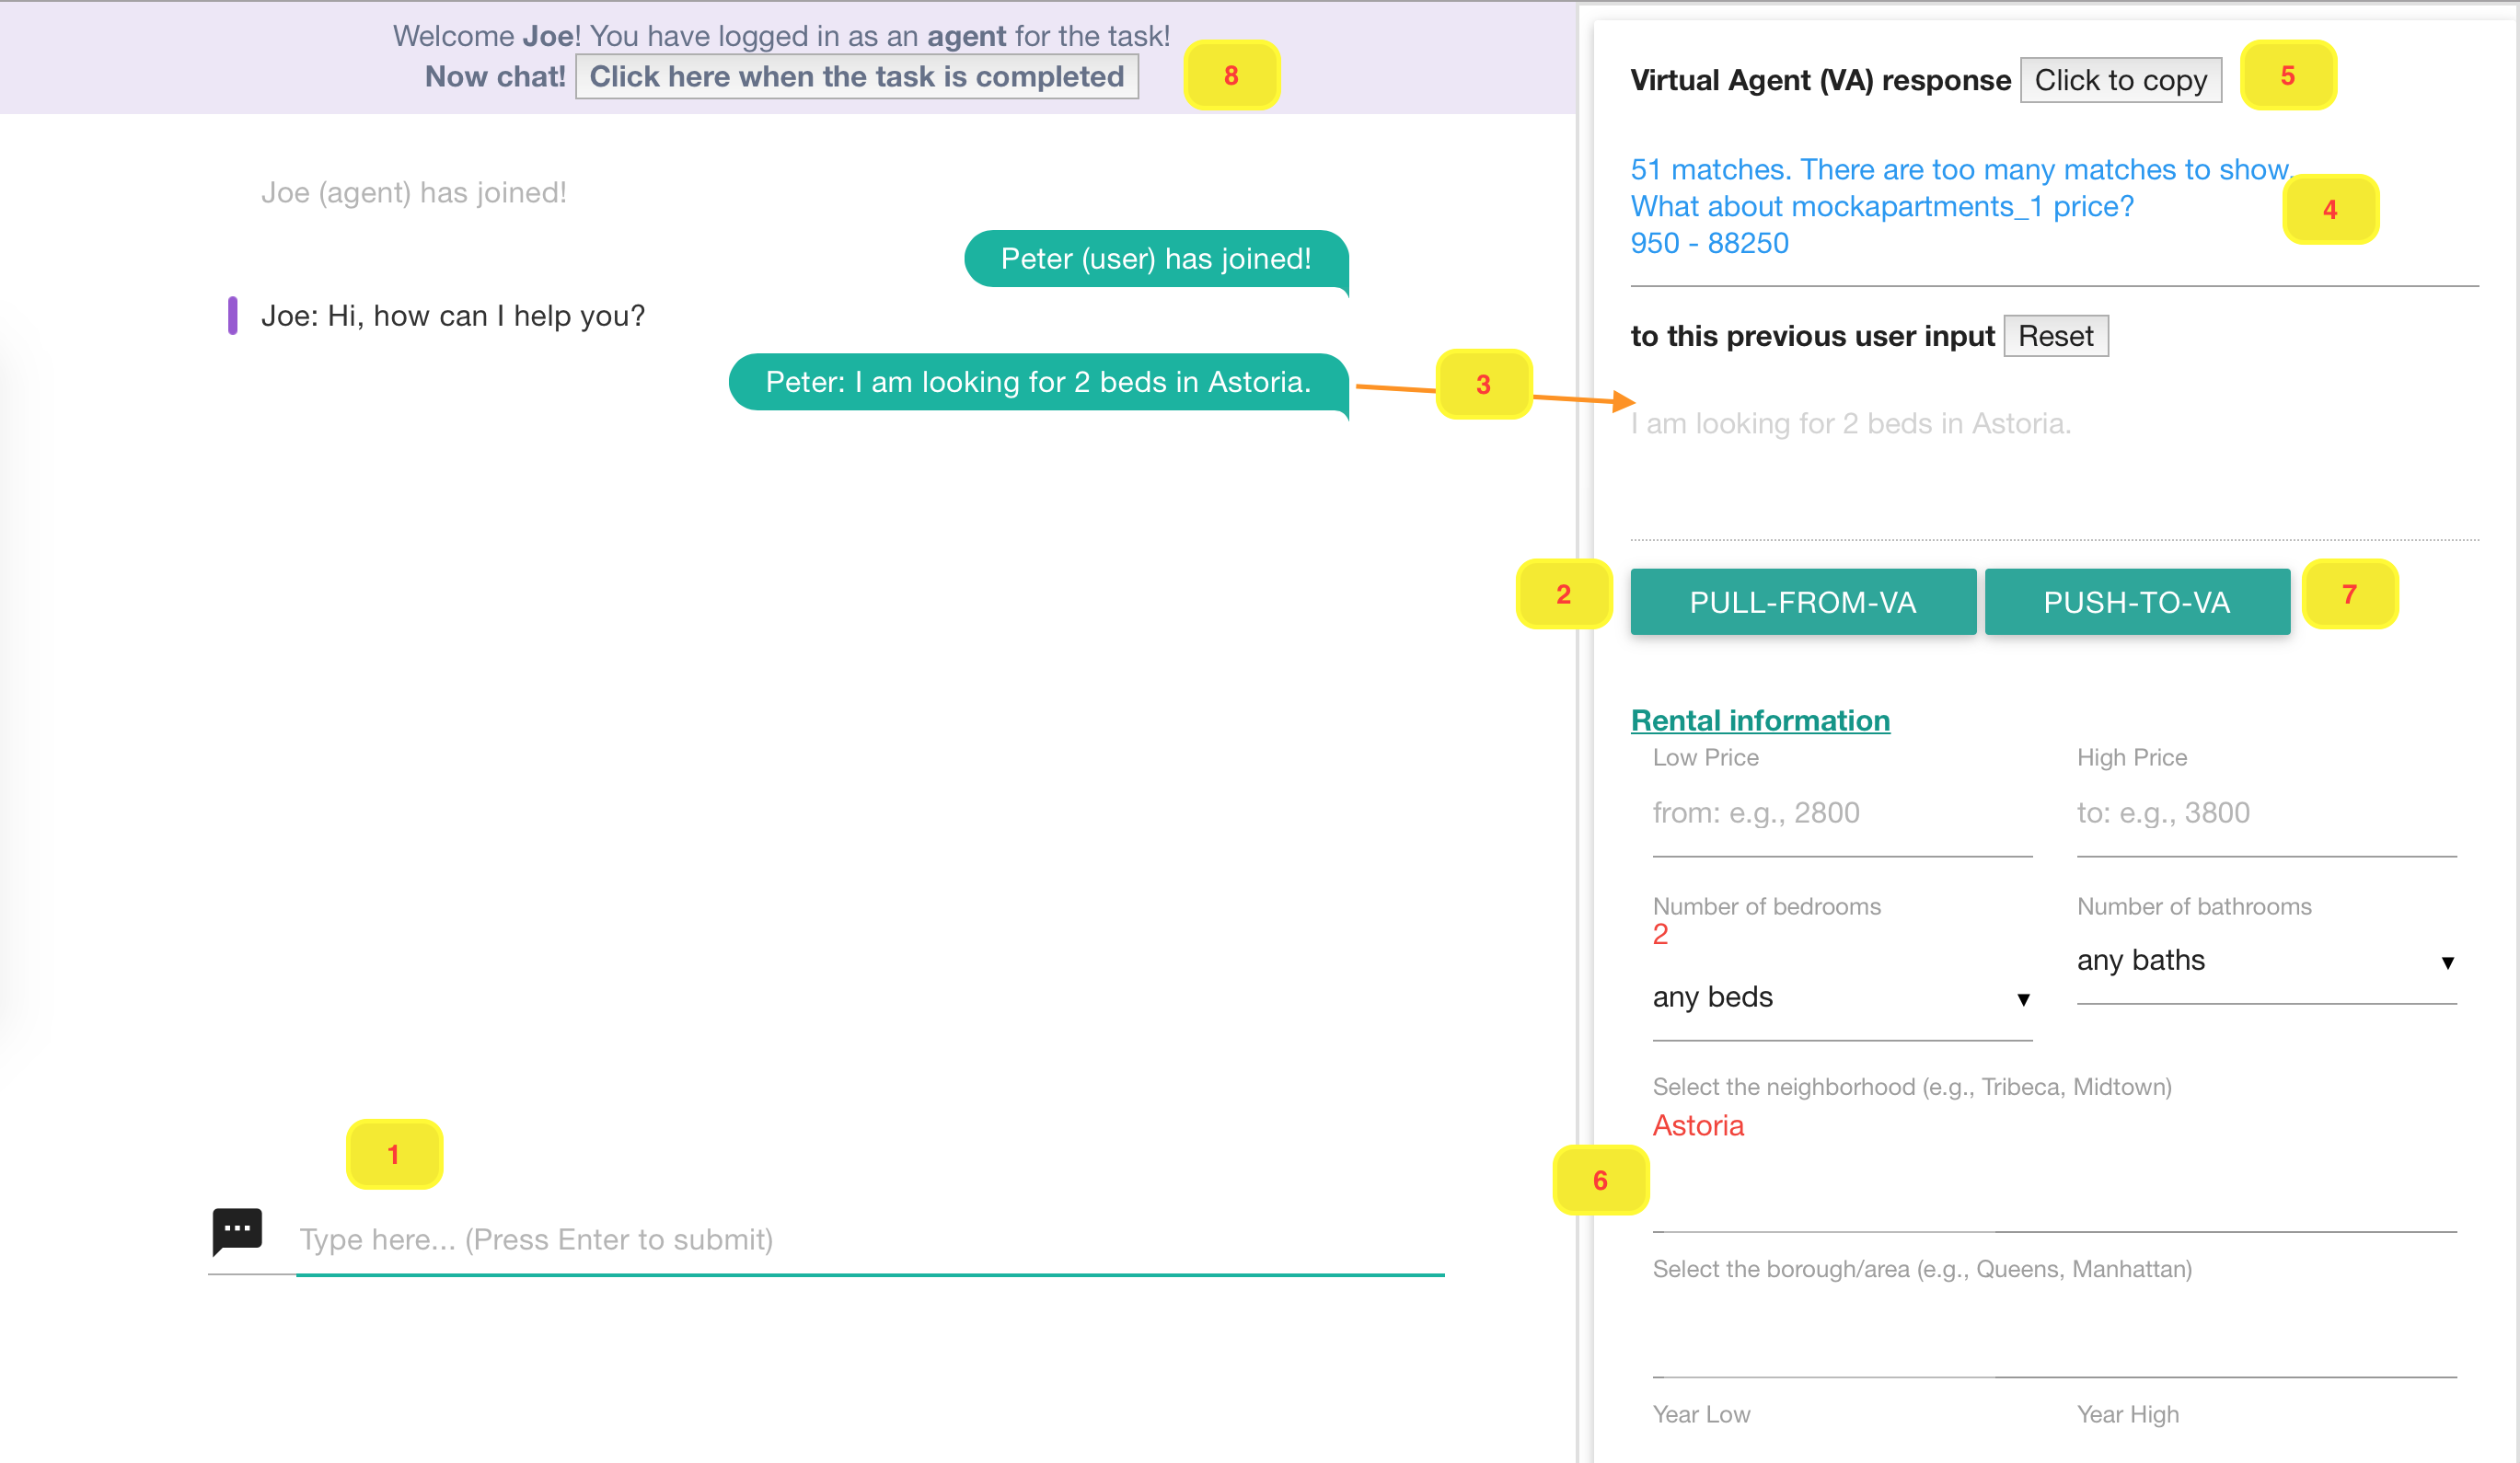 Welcome Joe! You have logged in as an agent for the task!
Now chat! Click here when the task is completed
8
Joe (agent) has joined!
Peter (user) has joined!
Joe: Hi, how can I help you?
Peter: I am looking for 2 beds in Astoria.
3
1
Type here... (Press Enter to submit)
Virtual Agent (VA) response Click to copy
5
51 matches. There are too many matches to show.
What about mockapartments_1 price?
950 - 88250
4
to this previous user input Reset
I am looking for 2 beds in Astoria.
2
PULL-FROM-VA
PUSH-TO-VA
7
Rental information
Low Price
High Price
from: e.g., 2800
to: e.g., 3800
Number of bedrooms
Number of bathrooms
2
any baths
any beds
Select the neighborhood (e.g., Tribeca, Midtown)
Astoria
6
Select the borough/area (e.g., Queens, Manhattan)
Year Low
Year High